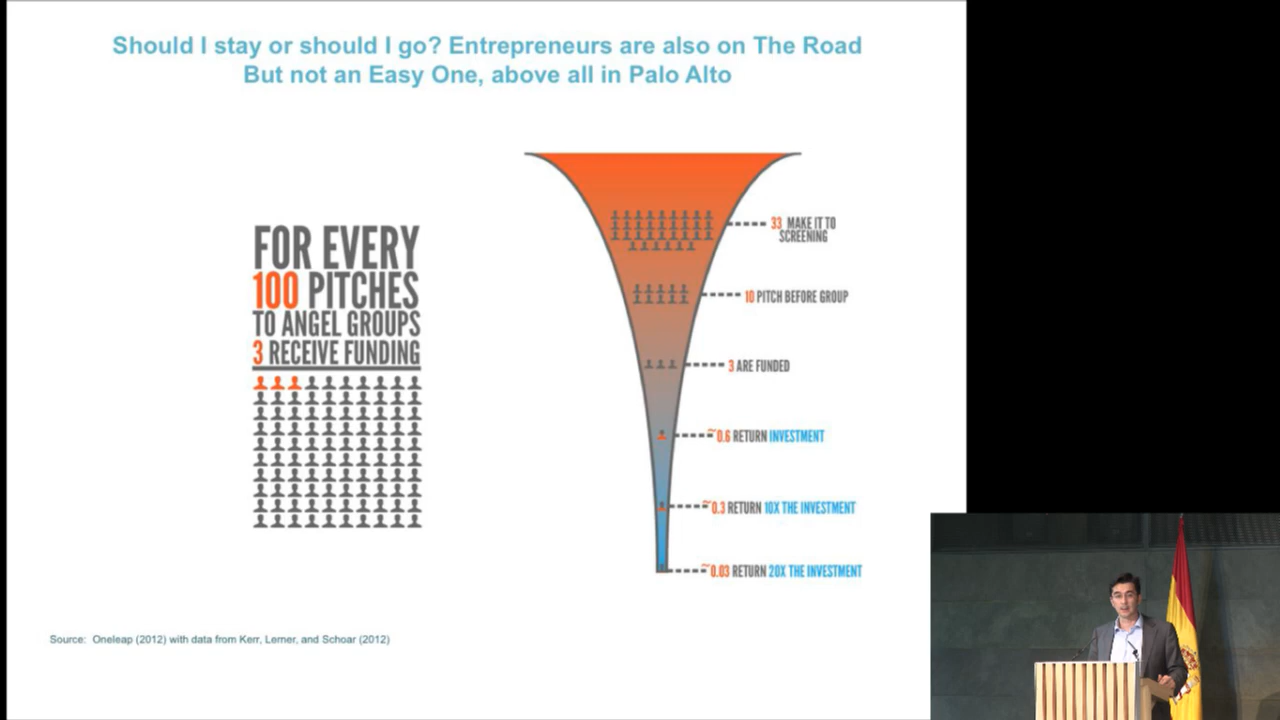 Should I stay or should I go? Entrepreneurs are also on The Road
But not an Easy One, above all in Palo Alto
FOR EVERY
100 PITCHES
TO ANGEL GROUPS
3 RECEIVE FUNDING
33 MAKE IT TO
SCREENING
10 PITCH BEFORE GROUP
3 ARE FUNDED
~0.6 RETURN INVESTMENT
~0.3 RETURN 10X THE INVESTMENT
~0.03 RETURN 20X THE INVESTMENT
Source: Oneleap (2012) with data from Kerr, Lerner, and Schoar (2012)